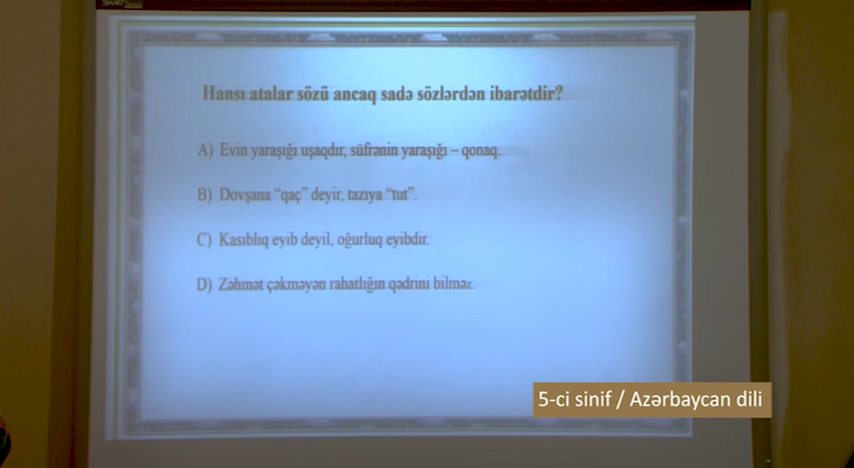 SMART
Hansı atalar sözü ancaq sadə sözlərdən ibarətdir?
A) Evin yaraşığı uşaqdır, süfrənin yaraşığı – qonaq.
B) Dovşana “qaç” deyir, tazıya “tut”.
C) Kasıblıq eyib deyil, oğurluq eyibdir.
D) Zəhmət çəkməyən rahatlığın qədrini bilməz.
5-ci sinif / Azərbaycan dili